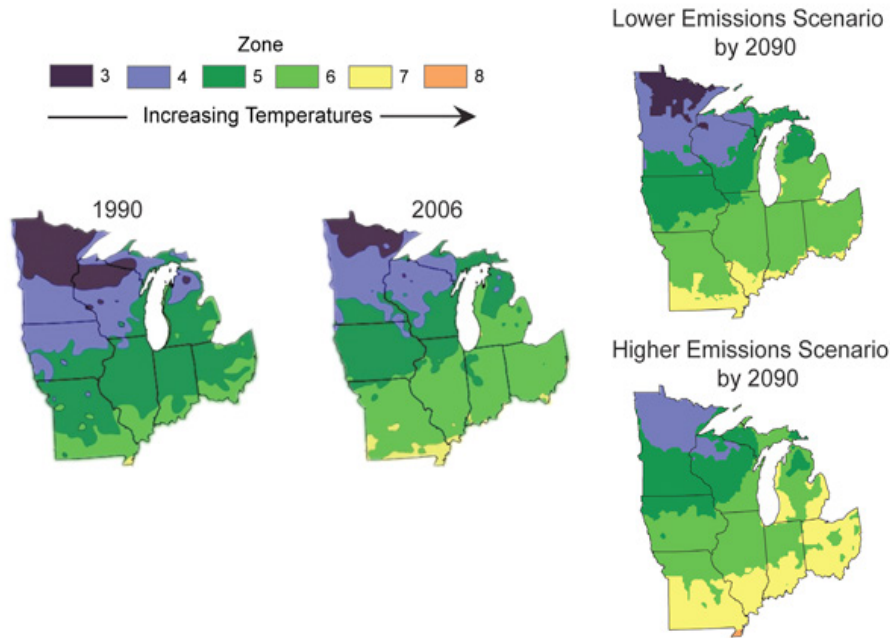 Zone
3 4 5 6 7 8
Increasing Temperatures
1990
2006
Lower Emissions Scenario
by 2090
Higher Emissions Scenario
by 2090